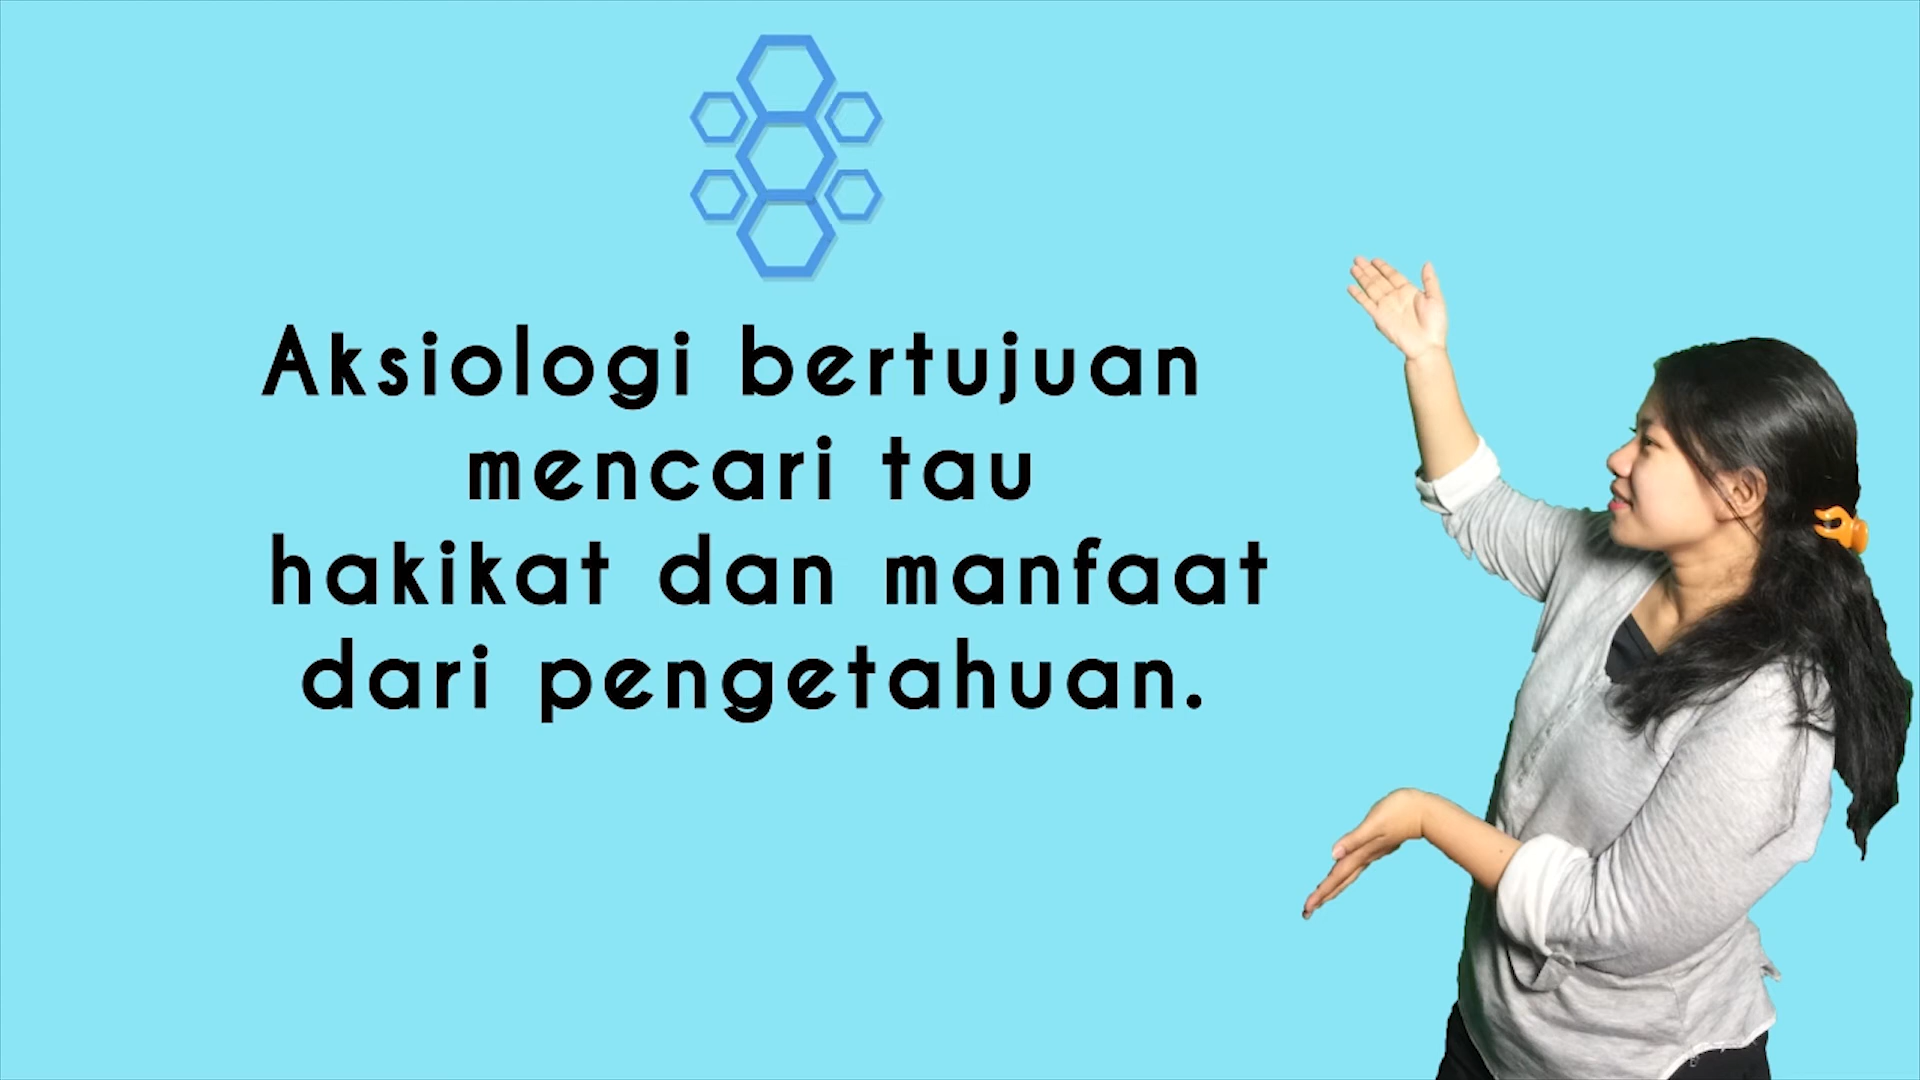 Aksiologi bertujuan
mencari tau
hakikat dan manfaat
dari pengetahuan.